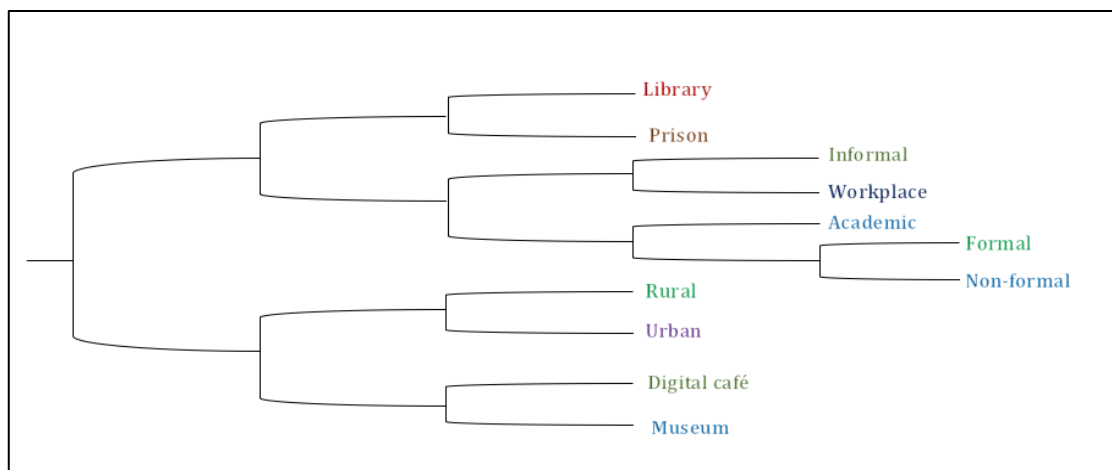 Library
Prison
Informal
Workplace
Academic
Formal
Non-formal
Rural
Urban
Digital café
Museum